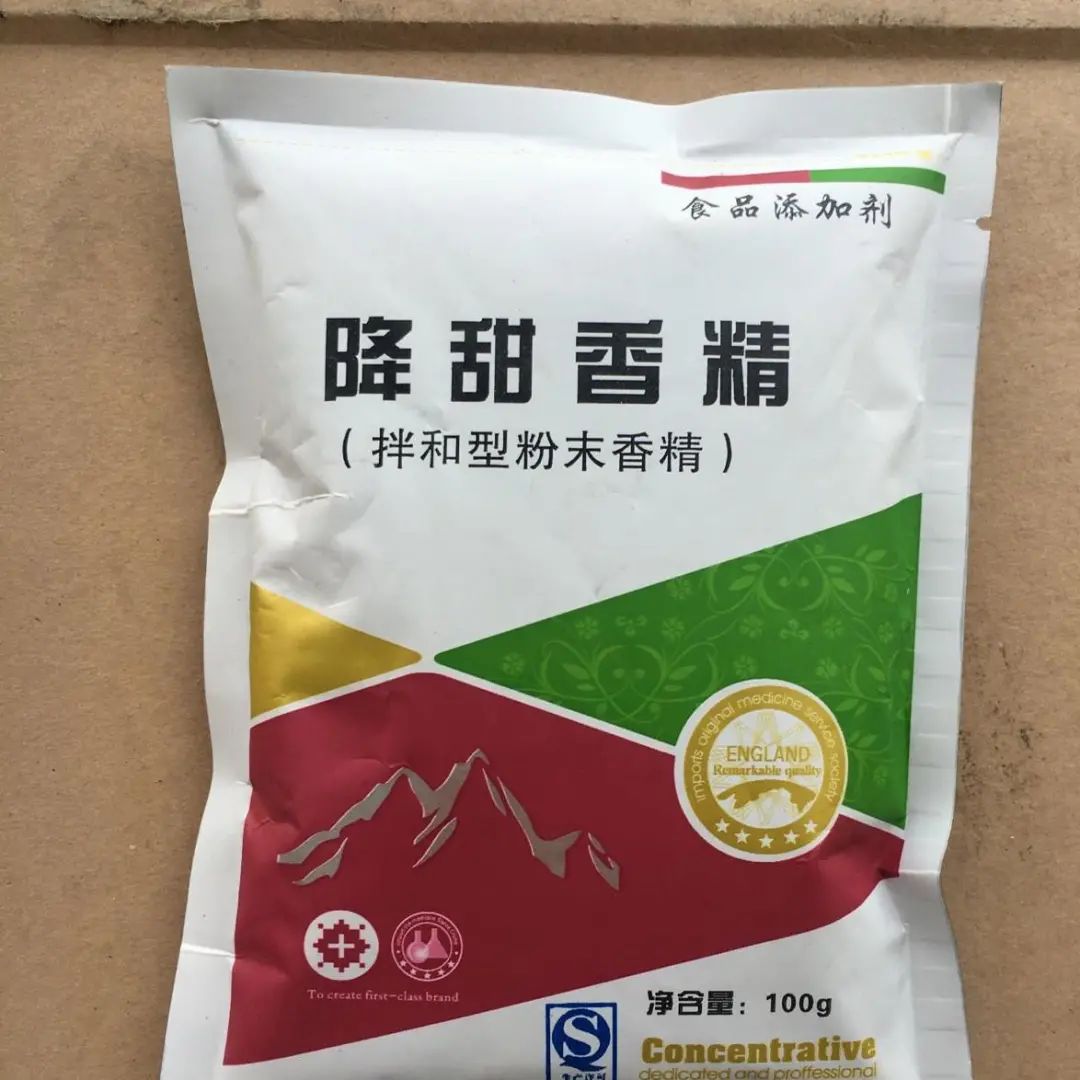 食品添加剂
降甜香精
(拌和型粉末香精)
imports original medicine service society
ENGLAND
Remarkable quality
To create first-class brand
净含量: 100g
S
Concentrative
dedicated and proffessional